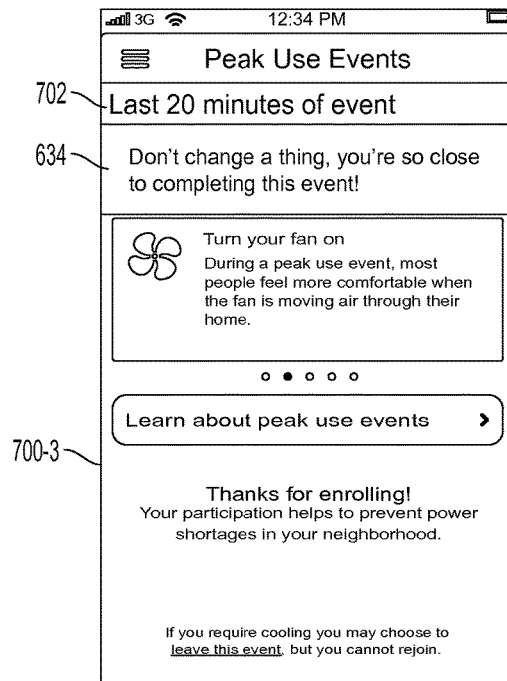 3G 12:34 PM
Peak Use Events
702
Last 20 minutes of event
634
Don't change a thing, you're so close
to completing this event!
Turn your fan on
During a peak use event, most
people feel more comfortable when
the fan is moving air through their
home.
Learn about peak use events >
700-3
Thanks for enrolling!
Your participation helps to prevent power
shortages in your neighborhood.
If you require cooling you may choose to
leave this event, but you cannot rejoin.